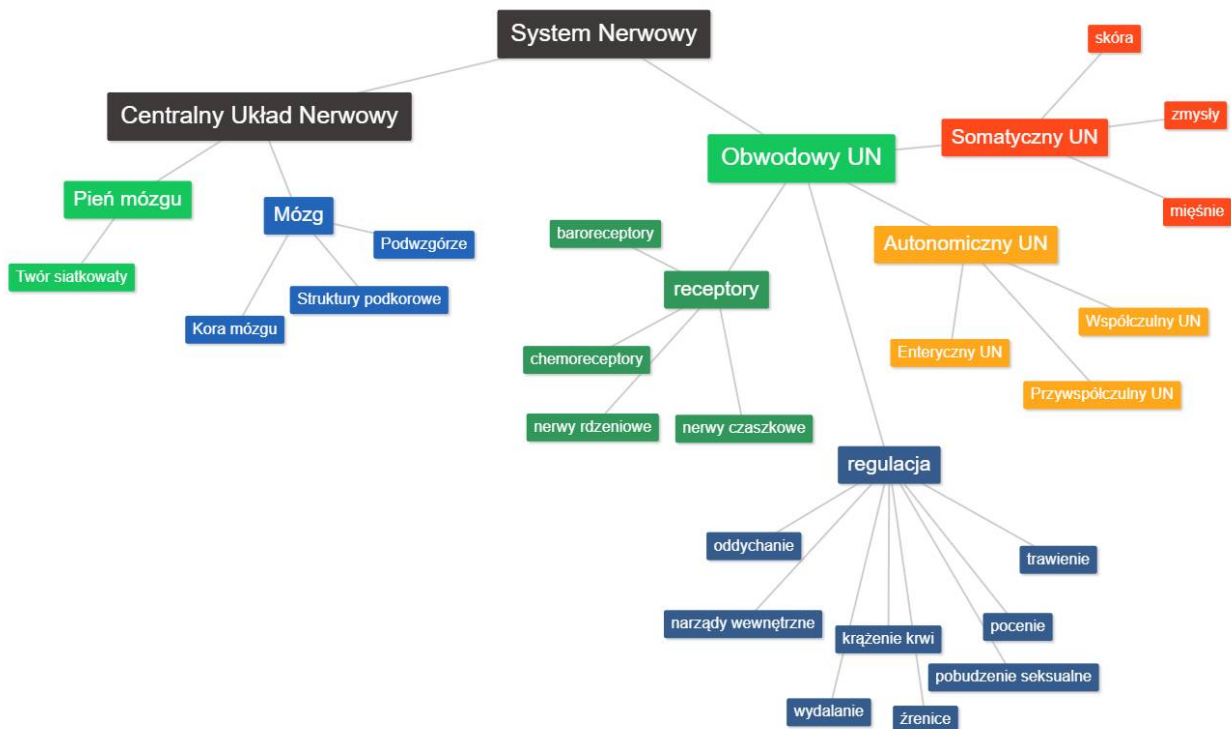 System Nerwowy
skóra
Centralny Układ Nerwowy
zmysły
Somatyczny UN
Obwodowy UN
Pień mózgu
Mózg
mięśnie
baroreceptory
Podwzgórze
Autonomiczny UN
Twór siatkowaty
receptory
Struktury podkorowe
Kora mózgu
Współczulny UN
Enteryczny UN
chemoreceptory
Przywspółczulny UN
nerwy rdzeniowe
nerwy czaszkowe
regulacja
oddychanie
trawienie
narządy wewnętrzne
krążenie krwi
pocenie
pobudzenie seksualne
wydalanie
źrenice